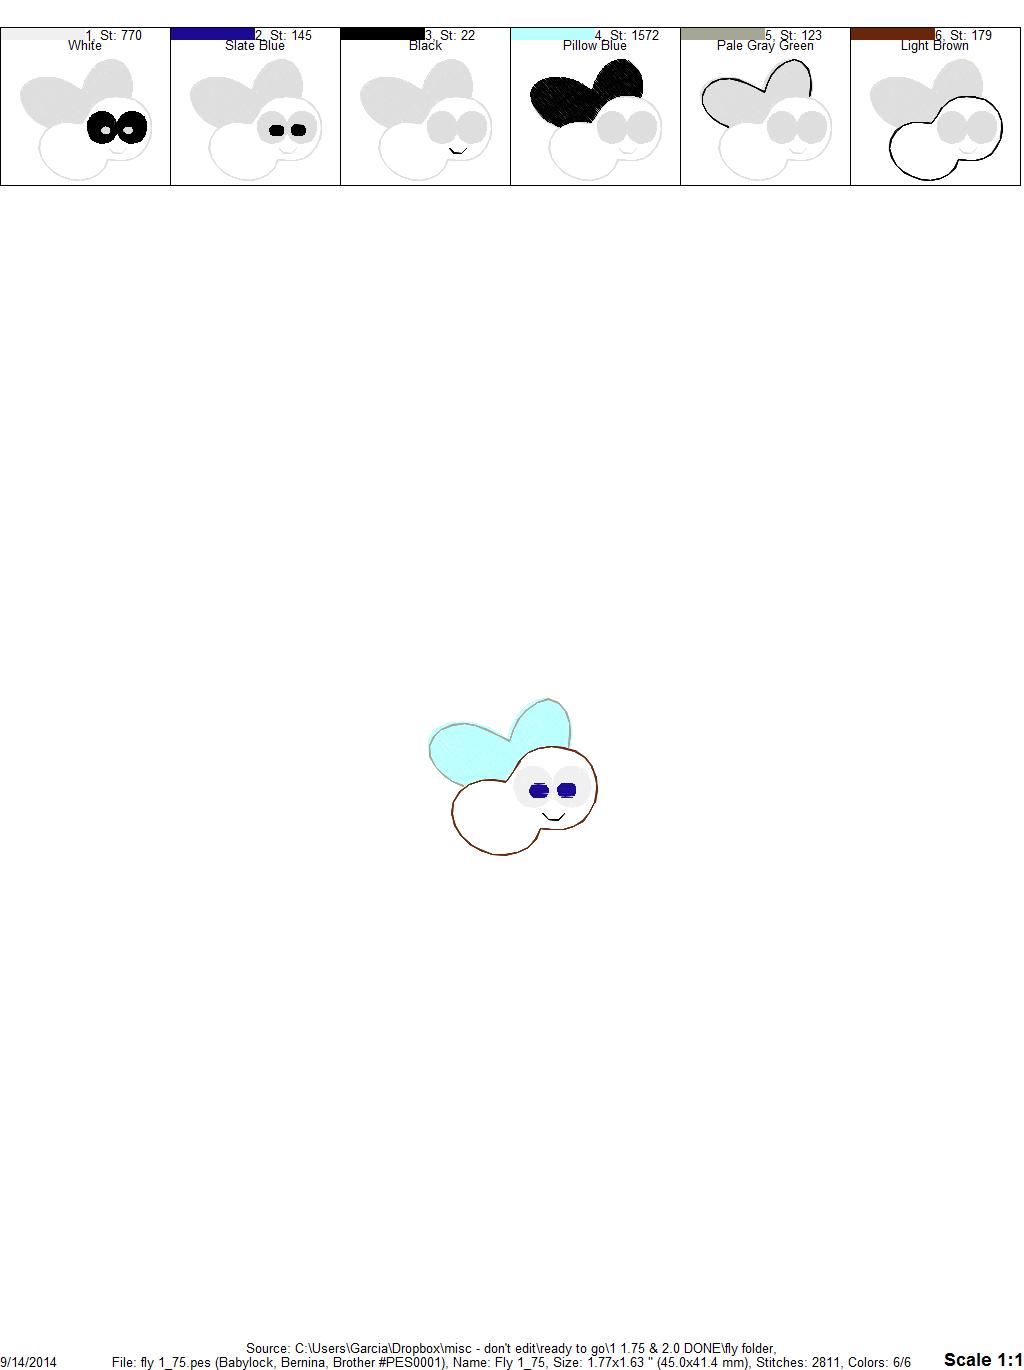 1, St: 770
White
2, St: 145
Slate Blue
3, St: 22
Black
4, St: 1572
Pillow Blue
5, St: 123
Pale Gray Green
6, St: 179
Light Brown
Source: C:\Users\Garcia\Dropbox\misc - don't edit\ready to go\1 1.75 & 2.0 DONE\fly folder,
9/14/2014 File: fly 1_75.pes (Babylock, Bernina, Brother #PES0001), Name: Fly 1_75, Size: 1.77x1.63 " (45.0x41.4 mm), Stitches: 2811, Colors: 6/6 Scale 1:1